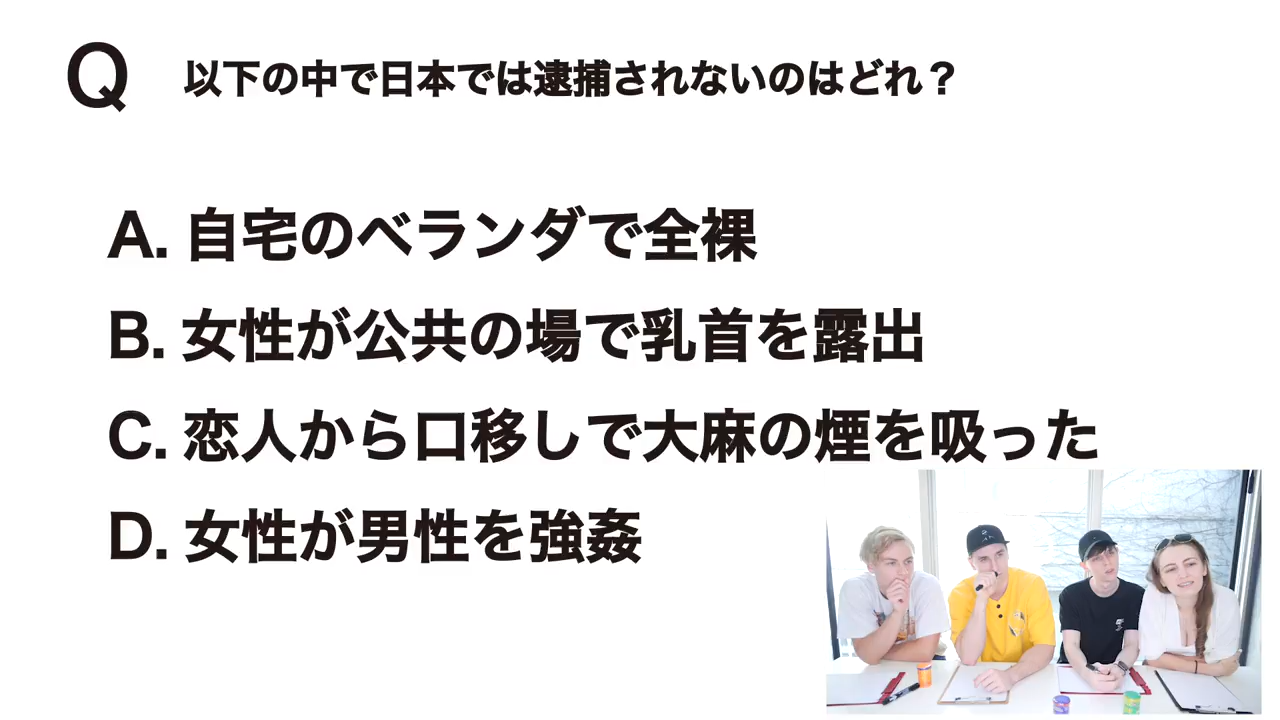 Q 以下の中で日本では逮捕されないのはどれ？
A. 自宅のベランダで全裸
B. 女性が公共の場で乳首を露出
C. 恋人から口移しで大麻の煙を吸った
D. 女性が男性を強姦